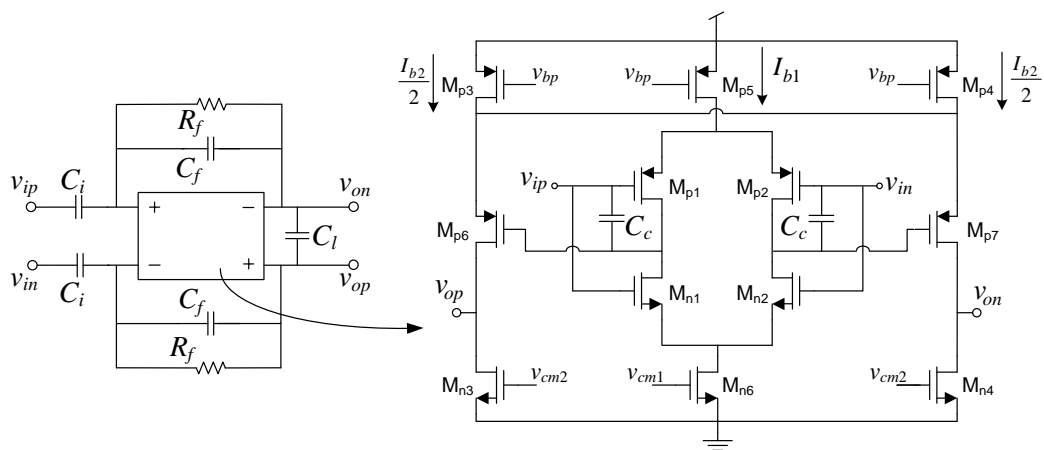 R_f
C_f
v_ip
C_i
+
−
v_on
C_l
v_in
C_i
−
+
v_op
C_f
R_f
I_b2/2
M_p3
v_bp
v_bp
M_p5
I_b1
v_bp
M_p4
I_b2/2
v_ip
M_p1
M_p2
v_in
C_c
C_c
M_p6
M_p7
v_op
M_n1
M_n2
v_on
M_n3
v_cm2
v_cm1
M_n6
v_cm2
M_n4